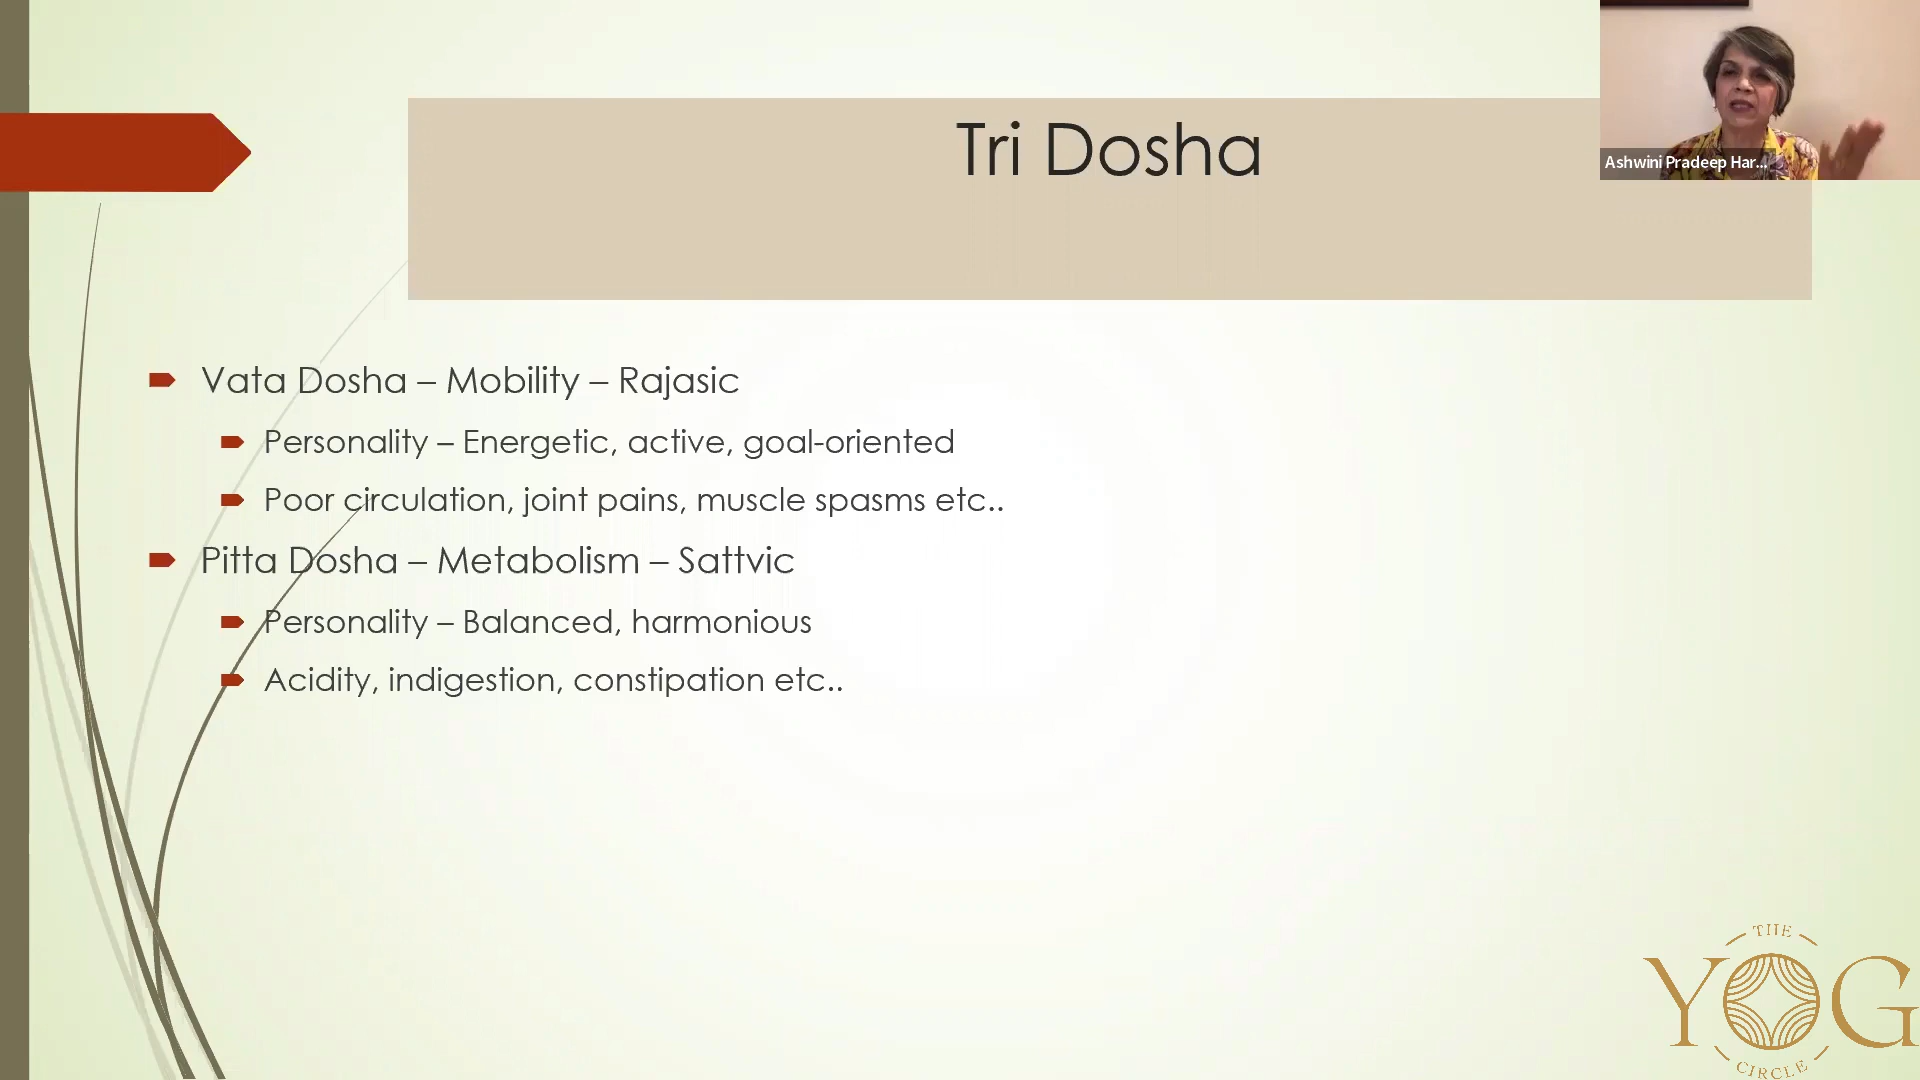 Tri Dosha
Ashwini Pradeep Har...
Vata Dosha – Mobility – Rajasic
Personality – Energetic, active, goal-oriented
Poor circulation, joint pains, muscle spasms etc..
Pitta Dosha – Metabolism – Sattvic
Personality – Balanced, harmonious
Acidity, indigestion, constipation etc..
THE
YOG
CIRCLE